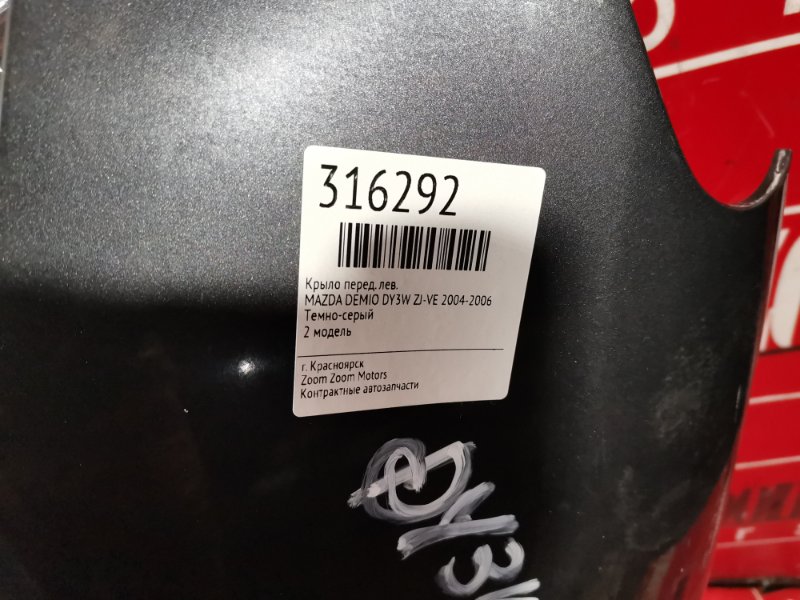 316292
Крыло перед. лев.
MAZDA DEMIO DY3W ZJ-VE 2004-2006
Темно-серый
2 модель
г. Красноярск
Zoom Zoom Motors
Контрактные автозапчасти
DY3W